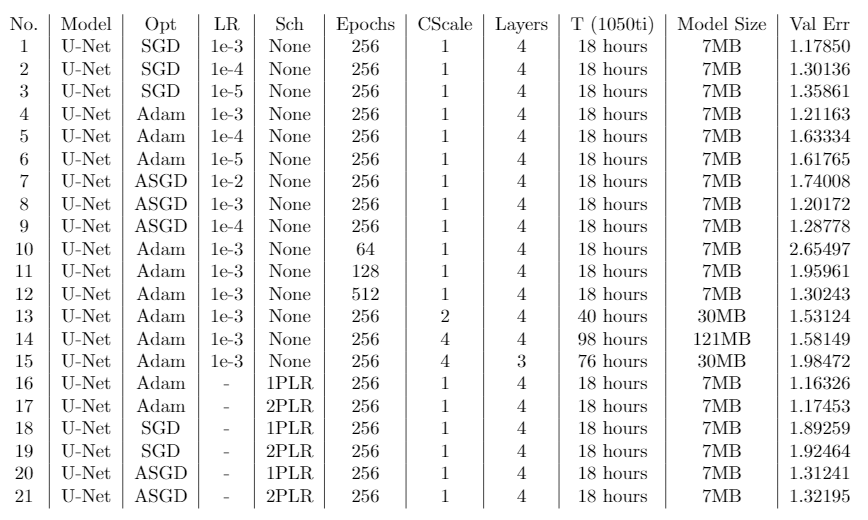 No. Model Opt LR Sch Epochs CScale Layers T (1050ti) Model Size Val Err
1 U-Net SGD 1e-3 None 256 1 4 18 hours 7MB 1.17850
2 U-Net SGD 1e-4 None 256 1 4 18 hours 7MB 1.30136
3 U-Net SGD 1e-5 None 256 1 4 18 hours 7MB 1.35861
4 U-Net Adam 1e-3 None 256 1 4 18 hours 7MB 1.21163
5 U-Net Adam 1e-4 None 256 1 4 18 hours 7MB 1.63334
6 U-Net Adam 1e-5 None 256 1 4 18 hours 7MB 1.61765
7 U-Net ASGD 1e-2 None 256 1 4 18 hours 7MB 1.74008
8 U-Net ASGD 1e-3 None 256 1 4 18 hours 7MB 1.20172
9 U-Net ASGD 1e-4 None 256 1 4 18 hours 7MB 1.28778
10 U-Net Adam 1e-3 None 64 1 4 18 hours 7MB 2.65497
11 U-Net Adam 1e-3 None 128 1 4 18 hours 7MB 1.95961
12 U-Net Adam 1e-3 None 512 1 4 18 hours 7MB 1.30243
13 U-Net Adam 1e-3 None 256 2 4 40 hours 30MB 1.53124
14 U-Net Adam 1e-3 None 256 4 4 98 hours 121MB 1.58149
15 U-Net Adam 1e-3 None 256 4 3 76 hours 30MB 1.98472
16 U-Net Adam - 1PLR 256 1 4 18 hours 7MB 1.16326
17 U-Net Adam - 2PLR 256 1 4 18 hours 7MB 1.17453
18 U-Net SGD - 1PLR 256 1 4 18 hours 7MB 1.89259
19 U-Net SGD - 2PLR 256 1 4 18 hours 7MB 1.92464
20 U-Net ASGD - 1PLR 256 1 4 18 hours 7MB 1.31241
21 U-Net ASGD - 2PLR 256 1 4 18 hours 7MB 1.32195